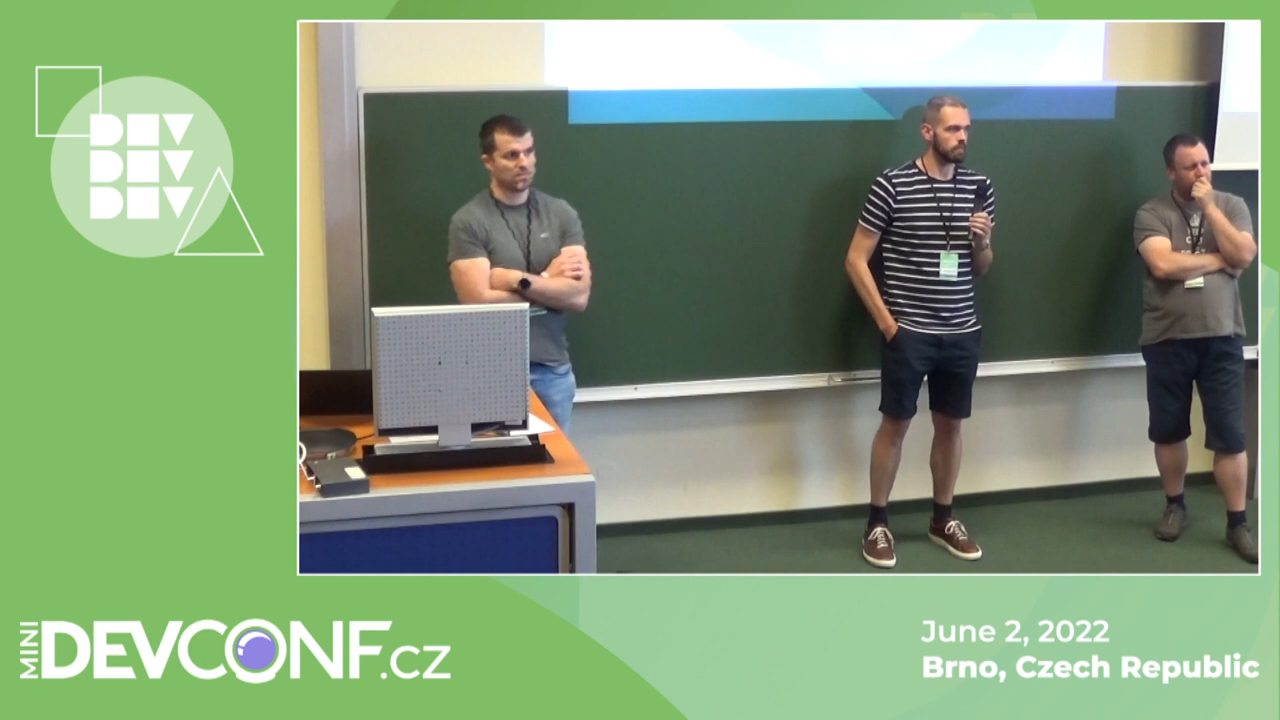 DEV
DEV
DEV
MINI
DEVCONF.CZ
June 2, 2022
Brno, Czech Republic